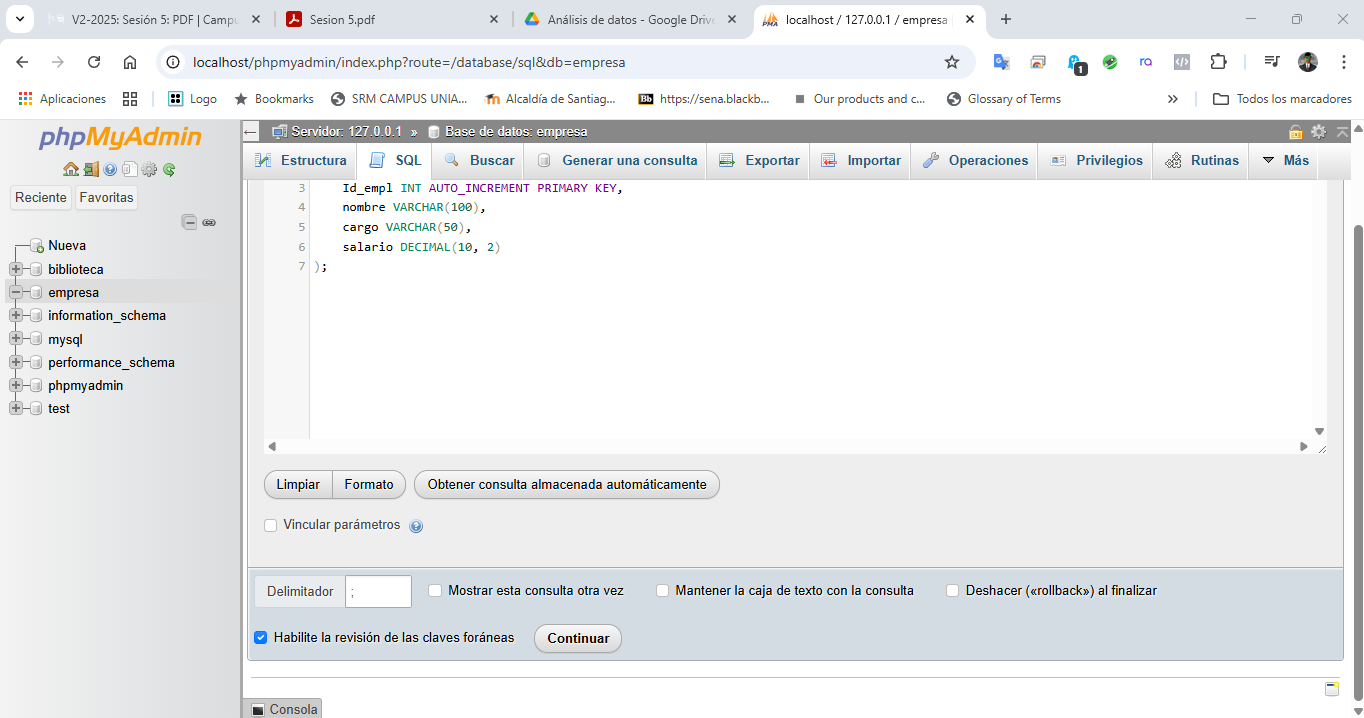 V2-2025: Sesión 5: PDF | Campu
Sesion 5.pdf
Análisis de datos - Google Drive
localhost / 127.0.0.1 / empresa
localhost/phpmyadmin/index.php?route=/database/sql&db=empresa
1
Aplicaciones
Logo
Bookmarks
SRM CAMPUS UNIA...
Alcaldía de Santiag...
Bb
https://sena.blackb...
Our products and c...
Glossary of Terms
»
Todos los marcadores
phpMyAdmin
Reciente
Favoritas
Nueva
biblioteca
empresa
information_schema
mysql
performance_schema
phpmyadmin
test
Servidor: 127.0.0.1 » Base de datos: empresa
Estructura
SQL
Buscar
Generar una consulta
Exportar
Importar
Operaciones
Privilegios
Rutinas
Más
3 Id_empl INT AUTO_INCREMENT PRIMARY KEY,
4 nombre VARCHAR(100),
5 cargo VARCHAR(50),
6 salario DECIMAL(10, 2)
7 );
Limpiar
Formato
Obtener consulta almacenada automáticamente
Vincular parámetros
Delimitador ;
Mostrar esta consulta otra vez
Mantener la caja de texto con la consulta
Deshacer («rollback») al finalizar
Habilite la revisión de las claves foráneas
Continuar
Consola